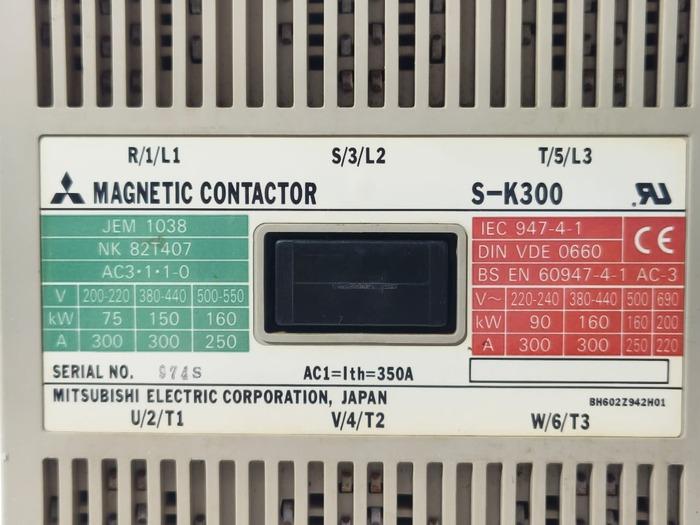 R/1/L1 S/3/L2 T/5/L3
MAGNETIC CONTACTOR S-K300 RU
JEM 1038
NK 82T407
AC3·1·1-0
V 200-220 380-440 500-550
kW 75 150 160
A 300 300 250
IEC 947-4-1 CE
DIN VDE 0660
BS EN 60947-4-1 AC-3
V~ 220-240 380-440 500 690
kW 90 160 160 200
A 300 300 250 220
SERIAL NO. 974S AC1=Ith=350A
MITSUBISHI ELECTRIC CORPORATION, JAPAN BH602Z942H01
U/2/T1 V/4/T2 W/6/T3